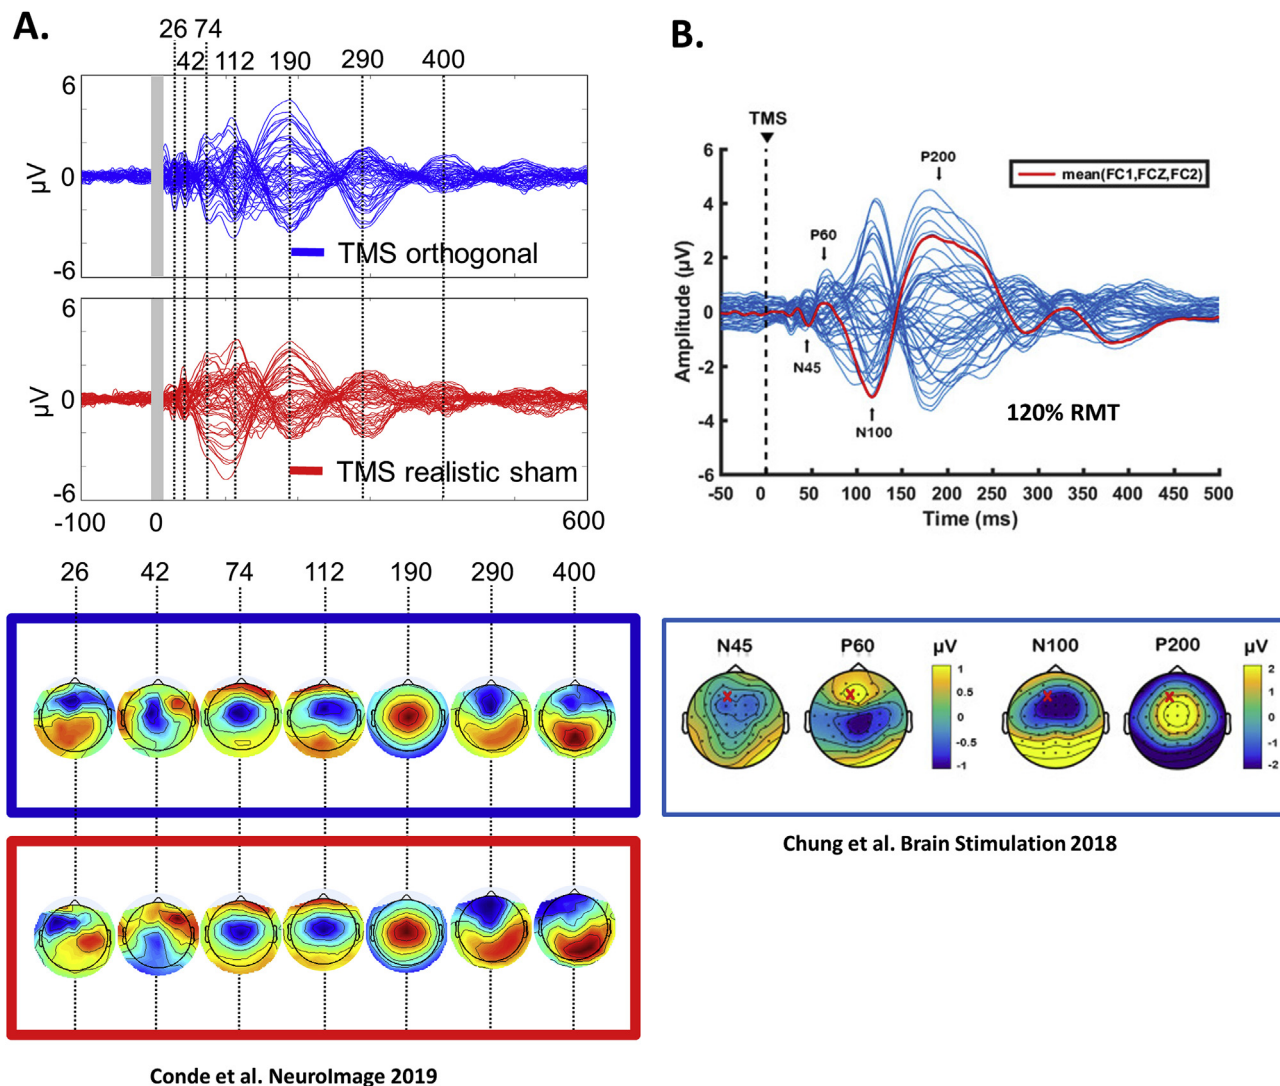 A.
26 74
42 112 190 290 400
6
µV
0
-6
TMS orthogonal
6
µV
0
-6
TMS realistic sham
-100 0 600
26 42 74 112 190 290 400
Conde et al. NeuroImage 2019
B.
TMS
6
4
2
0
-2
-4
-6
Amplitude (µV)
P200
mean(FC1,FCZ,FC2)
P60
N45
N100
120% RMT
-50 0 50 100 150 200 250 300 350 400 450 500
Time (ms)
N45 P60 µV N100 P200 µV
1
0.5
0
-0.5
-1
2
1
0
-1
-2
Chung et al. Brain Stimulation 2018